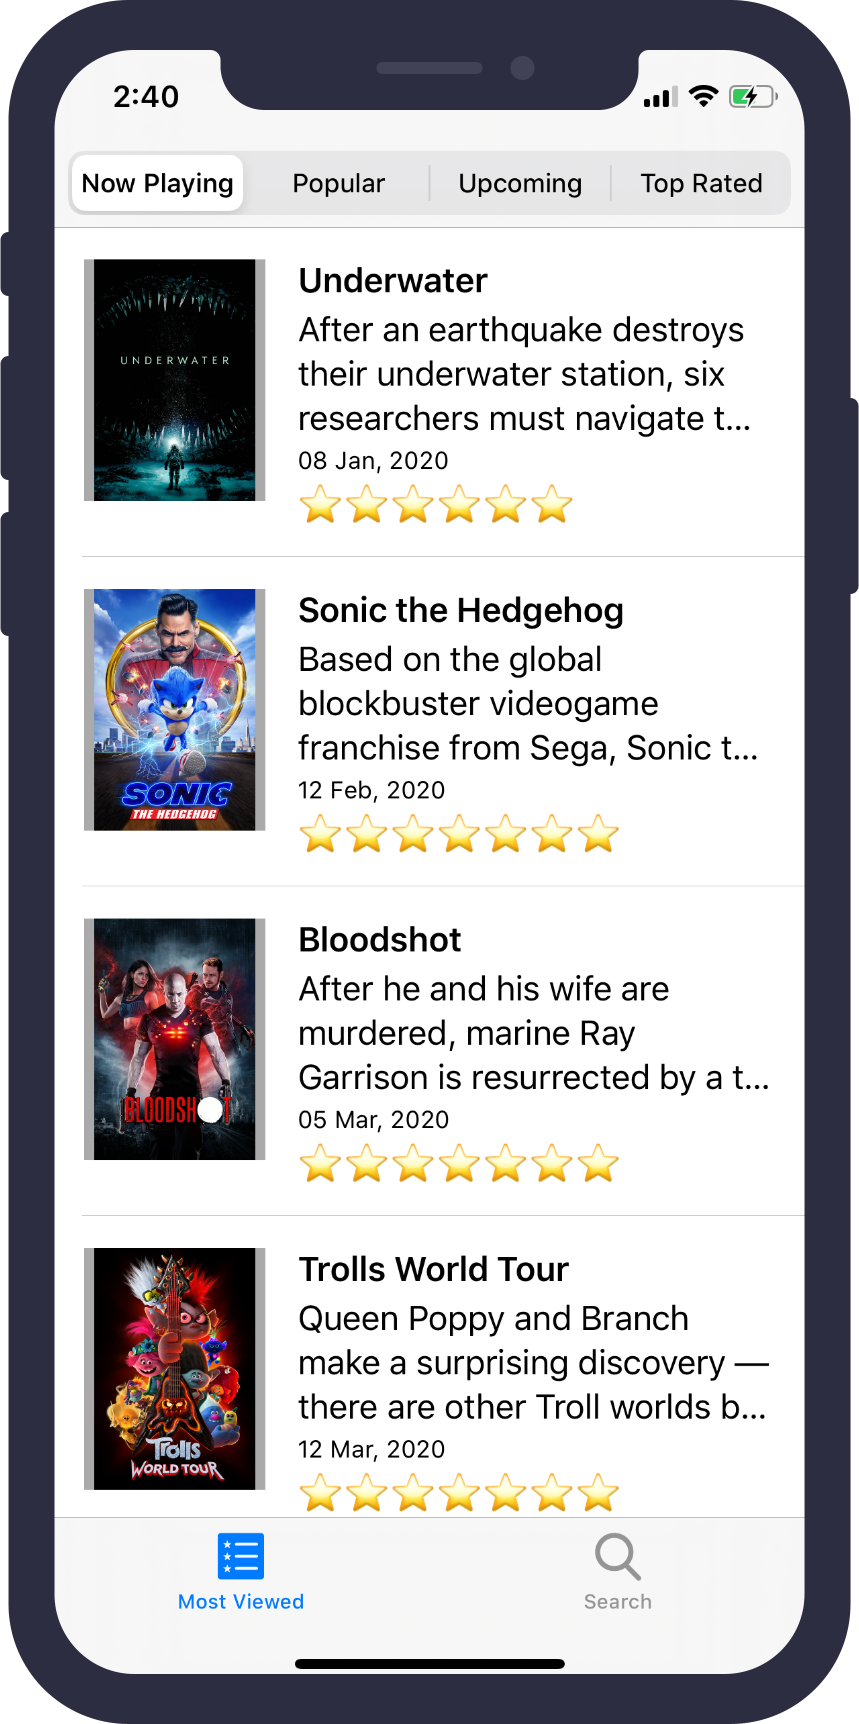 2:40
Now Playing
Popular
Upcoming
Top Rated
UNDERWATER
Underwater
After an earthquake destroys
their underwater station, six
researchers must navigate t...
08 Jan, 2020
SONIC
THE HEDGEHOG
Sonic the Hedgehog
Based on the global
blockbuster videogame
franchise from Sega, Sonic t...
12 Feb, 2020
BLOODSHOT
Bloodshot
After he and his wife are
murdered, marine Ray
Garrison is resurrected by a t...
05 Mar, 2020
Trolls
WORLD TOUR
Trolls World Tour
Queen Poppy and Branch
make a surprising discovery —
there are other Troll worlds b...
12 Mar, 2020
Most Viewed
Search